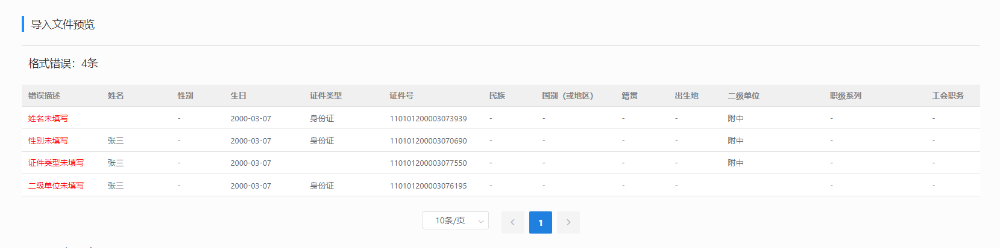 导入文件预览
格式错误：4条
错误描述 姓名 性别 生日 证件类型 证件号 民族 国别（或地区） 籍贯 出生地 二级单位 职级系列 工会职务
姓名未填写 - 2000-03-07 身份证 110101200003073939 - - - - 附中 - -
性别未填写 张三 - 2000-03-07 身份证 110101200003070690 - - - - 附中 - -
证件类型未填写 张三 - 2000-03-07 110101200003077550 - - - - 附中 - -
二级单位未填写 张三 - 2000-03-07 身份证 110101200003076195 - - - - - -
10条/页 1